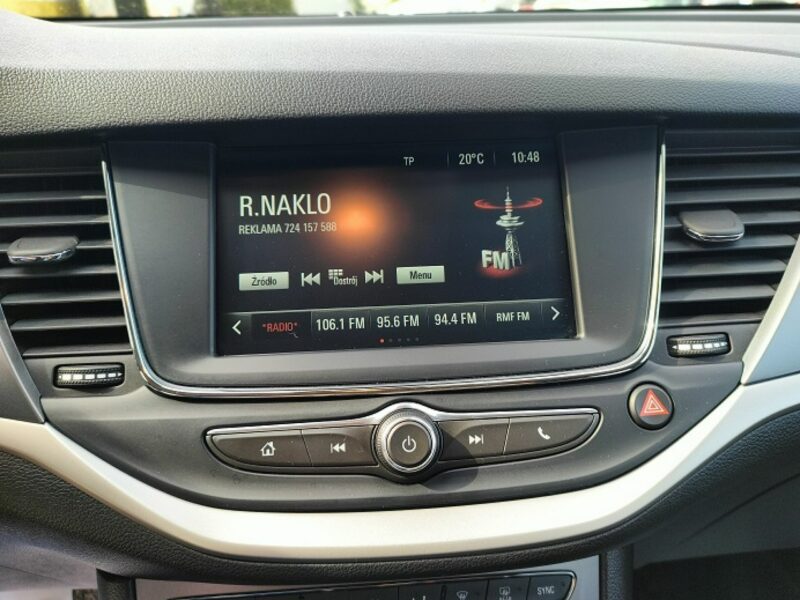 TP 20°C 10:48
R.NAKLO
REKLAMA 724 157 588
FM
Źródło Dostrój Menu
*RADIO* 106.1 FM 95.6 FM 94.4 FM RMF FM
SYNC